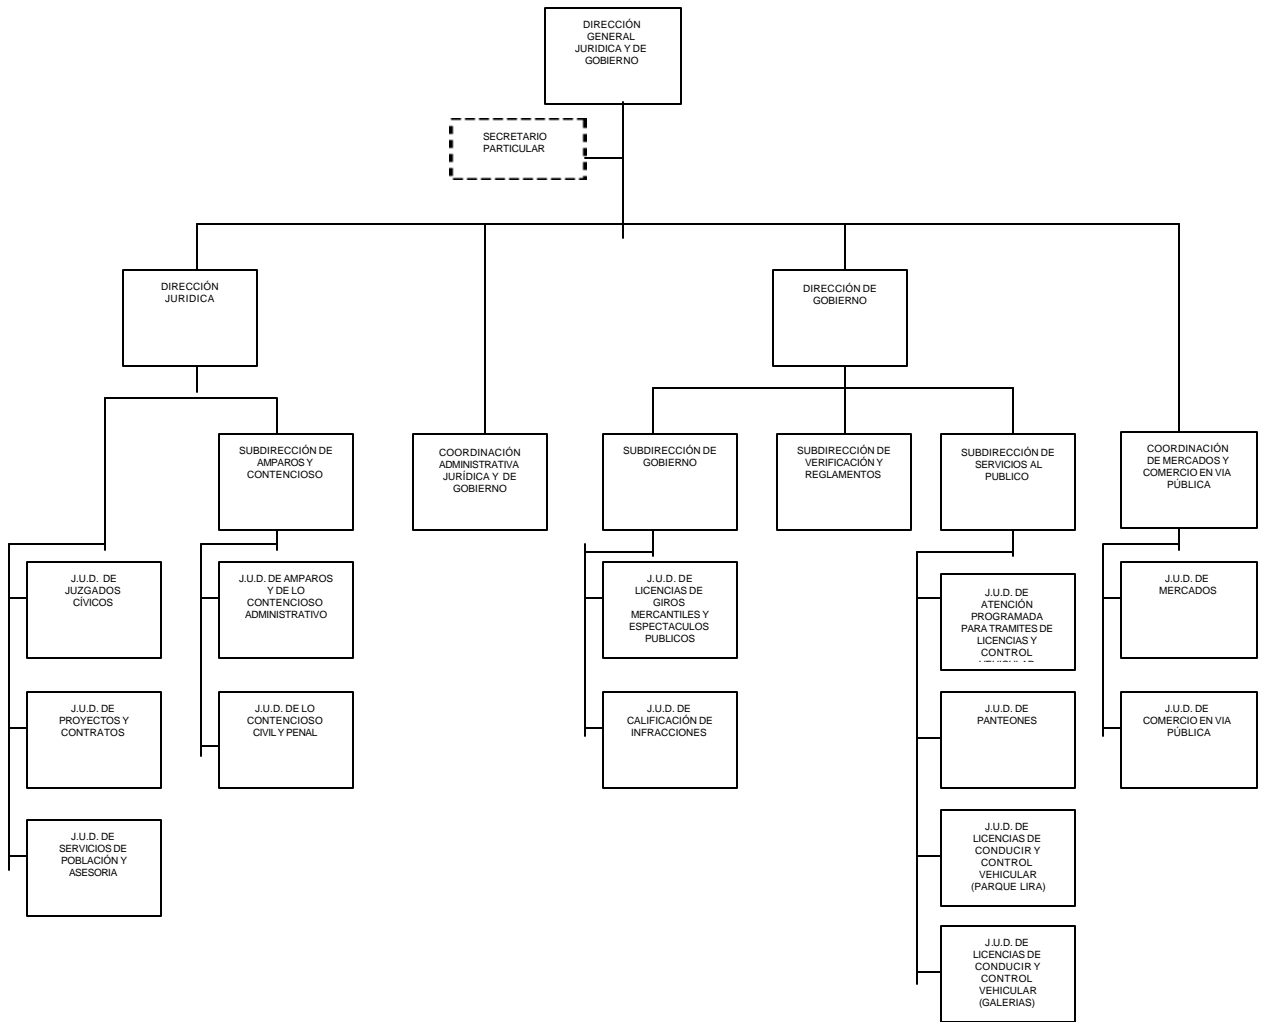 DIRECCIÓN
GENERAL
JURIDICA Y DE
GOBIERNO
SECRETARIO
PARTICULAR
DIRECCIÓN
JURIDICA
DIRECCIÓN DE
GOBIERNO
SUBDIRECCIÓN DE
AMPAROS Y
CONTENCIOSO
COORDINACIÓN
ADMINISTRATIVA
JURÍDICA Y DE
GOBIERNO
SUBDIRECCIÓN DE
GOBIERNO
SUBDIRECCIÓN DE
VERIFICACIÓN Y
REGLAMENTOS
SUBDIRECCIÓN DE
SERVICIOS AL
PUBLICO
COORDINACIÓN
DE MERCADOS Y
COMERCIO EN VIA
PÚBLICA
J.U.D. DE
JUZGADOS
CÍVICOS
J.U.D. DE AMPAROS
Y DE LO
CONTENCIOSO
ADMINISTRATIVO
J.U.D. DE
LICENCIAS DE
GIROS
MERCANTILES Y
ESPECTACULOS
PUBLICOS
J.U.D. DE
ATENCIÓN
PROGRAMADA
PARA TRAMITES DE
LICENCIAS Y
CONTROL
J.U.D. DE
MERCADOS
J.U.D. DE
PROYECTOS Y
CONTRATOS
J.U.D. DE LO
CONTENCIOSO
CIVIL Y PENAL
J.U.D. DE
CALIFICACIÓN DE
INFRACCIONES
J.U.D. DE
PANTEONES
J.U.D. DE
COMERCIO EN VIA
PÚBLICA
J.U.D. DE
SERVICIOS DE
POBLACIÓN Y
ASESORIA
J.U.D. DE
LICENCIAS DE
CONDUCIR Y
CONTROL
VEHICULAR
(PARQUE LIRA)
J.U.D. DE
LICENCIAS DE
CONDUCIR Y
CONTROL
VEHICULAR
(GALERIAS)